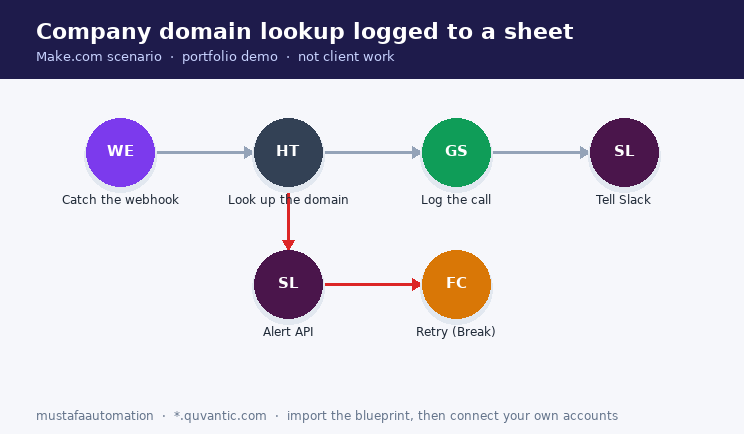 Company domain lookup logged to a sheet
Make.com scenario · portfolio demo · not client work
WE
HT
GS
SL
Catch the webhook
Look up the domain
Log the call
Tell Slack
SL
FC
Alert API
Retry (Break)
mustafaautomation · *.quvantic.com · import the blueprint, then connect your own accounts